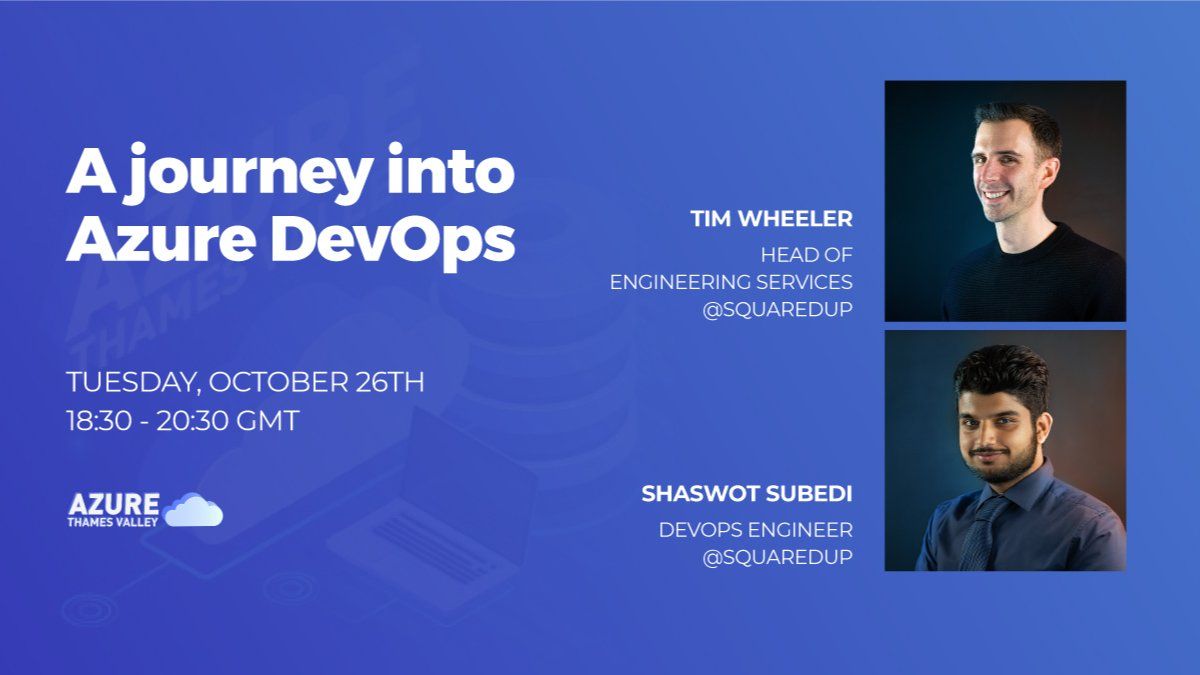 A journey into
Azure DevOps
TUESDAY, OCTOBER 26TH
18:30 - 20:30 GMT
AZURE
THAMES VALLEY
TIM WHEELER
HEAD OF
ENGINEERING SERVICES
@SQUAREDUP
SHASWOT SUBEDI
DEVOPS ENGINEER
@SQUAREDUP